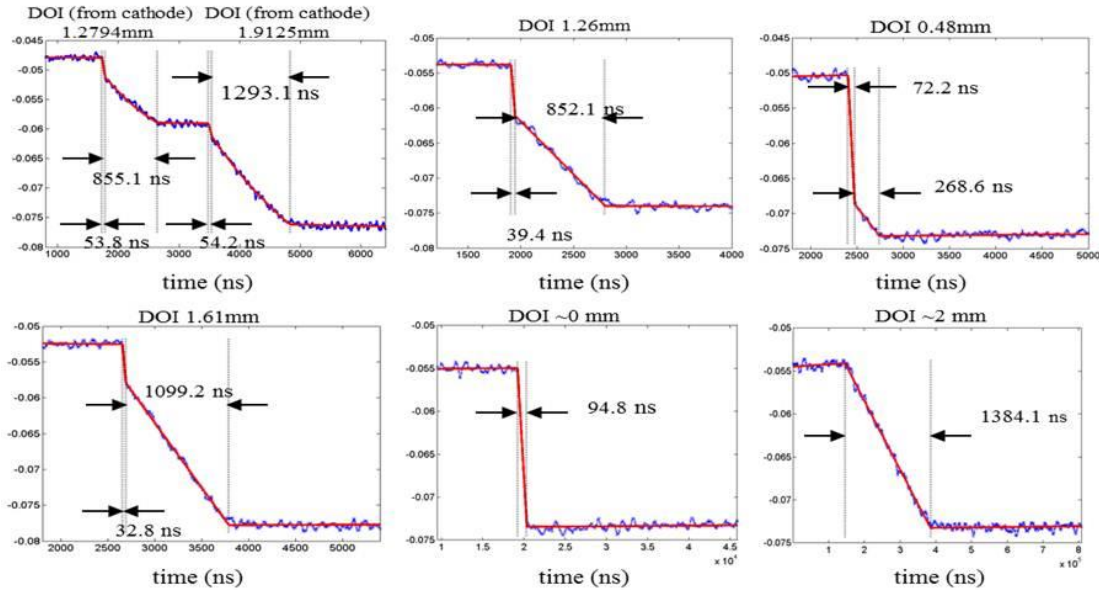 DOI (from cathode) DOI (from cathode)
1.2794mm 1.9125mm
-0.045
-0.05
-0.055
-0.06
-0.065
-0.07
-0.075
-0.08
1293.1 ns
855.1 ns
53.8 ns 54.2 ns
1000 2000 3000 4000 5000 6000
time (ns)
DOI 1.26mm
-0.05
-0.055
-0.06
-0.065
-0.07
-0.075
-0.08
852.1 ns
39.4 ns
1500 2000 2500 3000 3500 4000
time (ns)
DOI 0.48mm
-0.045
-0.05
-0.055
-0.06
-0.065
-0.07
-0.075
72.2 ns
268.6 ns
2000 2500 3000 3500 4000 4500 5000
time (ns)
DOI 1.61mm
-0.05
-0.055
-0.06
-0.065
-0.07
-0.075
-0.08
1099.2 ns
32.8 ns
2000 2500 3000 3500 4000 4500 5000
time (ns)
DOI ~0 mm
-0.05
-0.055
-0.06
-0.065
-0.07
-0.075
94.8 ns
1 1.5 2 2.5 3 3.5 4 4.5
x 10⁴
time (ns)
DOI ~2 mm
-0.05
-0.055
-0.06
-0.065
-0.07
-0.075
1384.1 ns
1 2 3 4 5 6 7 8
x 10⁵
time (ns)